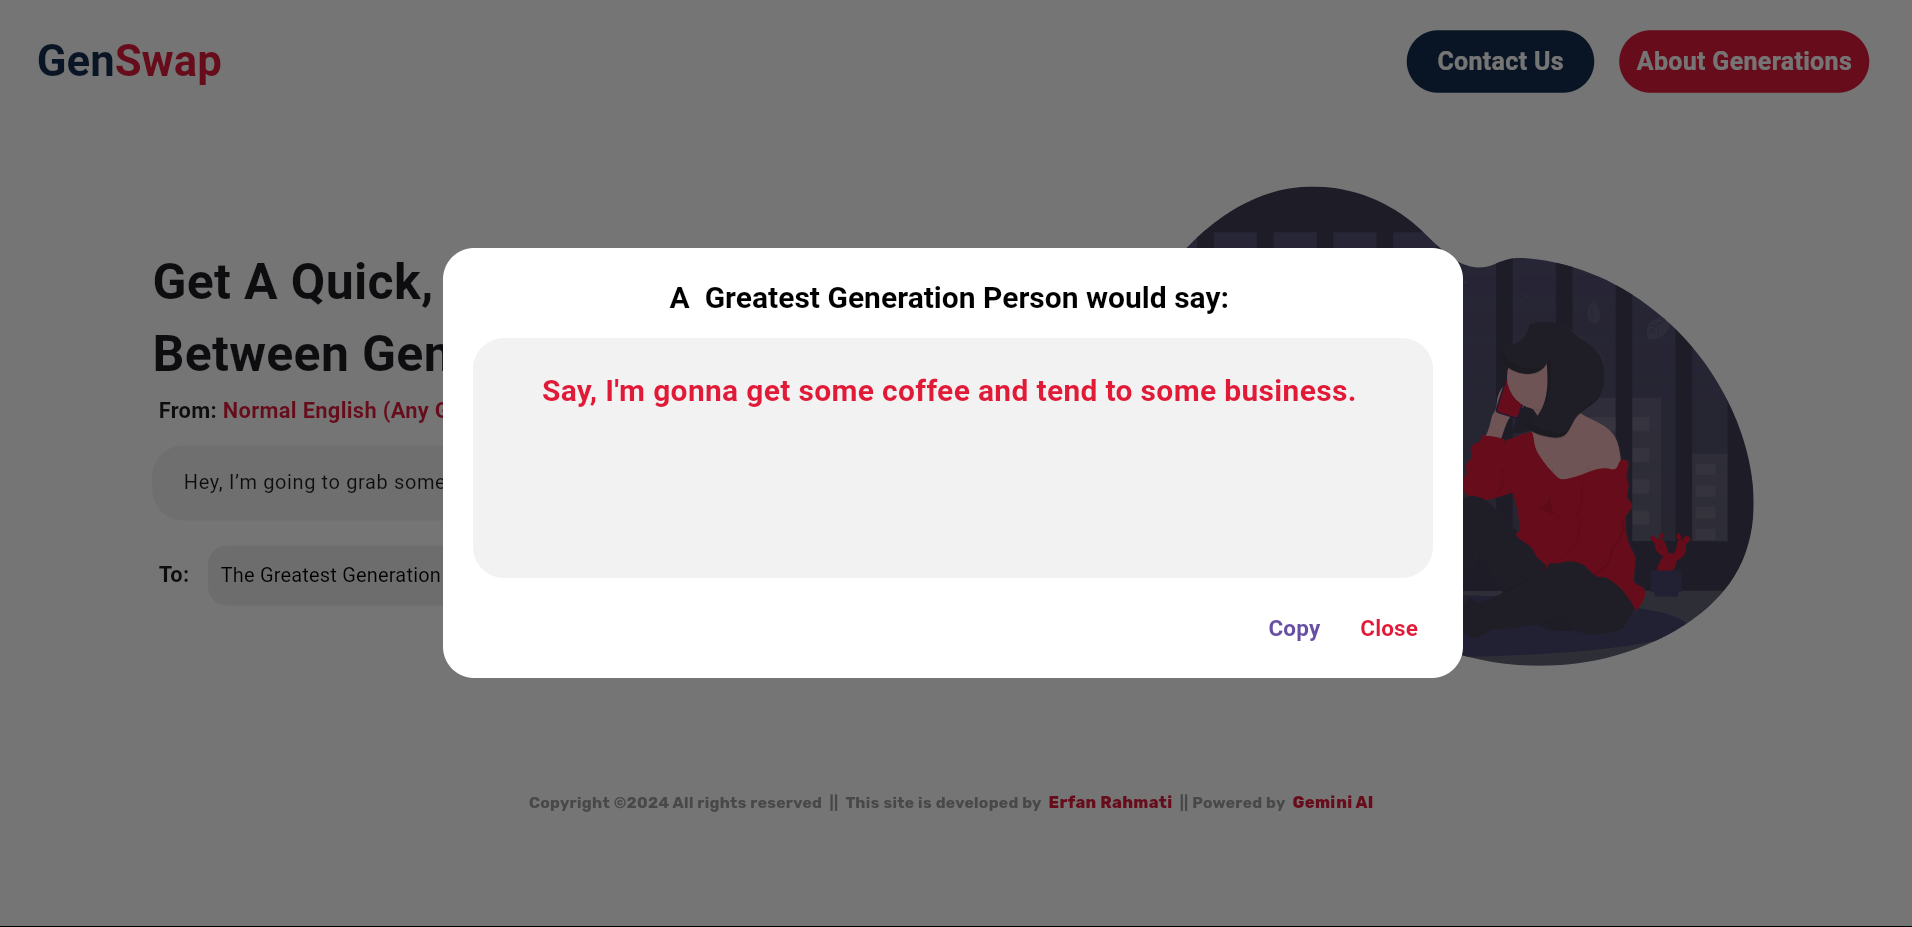 GenSwap
Contact Us
About Generations
Get A Quick,
Between Gen
A Greatest Generation Person would say:
Say, I'm gonna get some coffee and tend to some business.
From: Normal English (Any
Hey, I’m going to grab some
To: The Greatest Generation
Copy
Close
Copyright ©2024 All rights reserved || This site is developed by Erfan Rahmati || Powered by Gemini AI